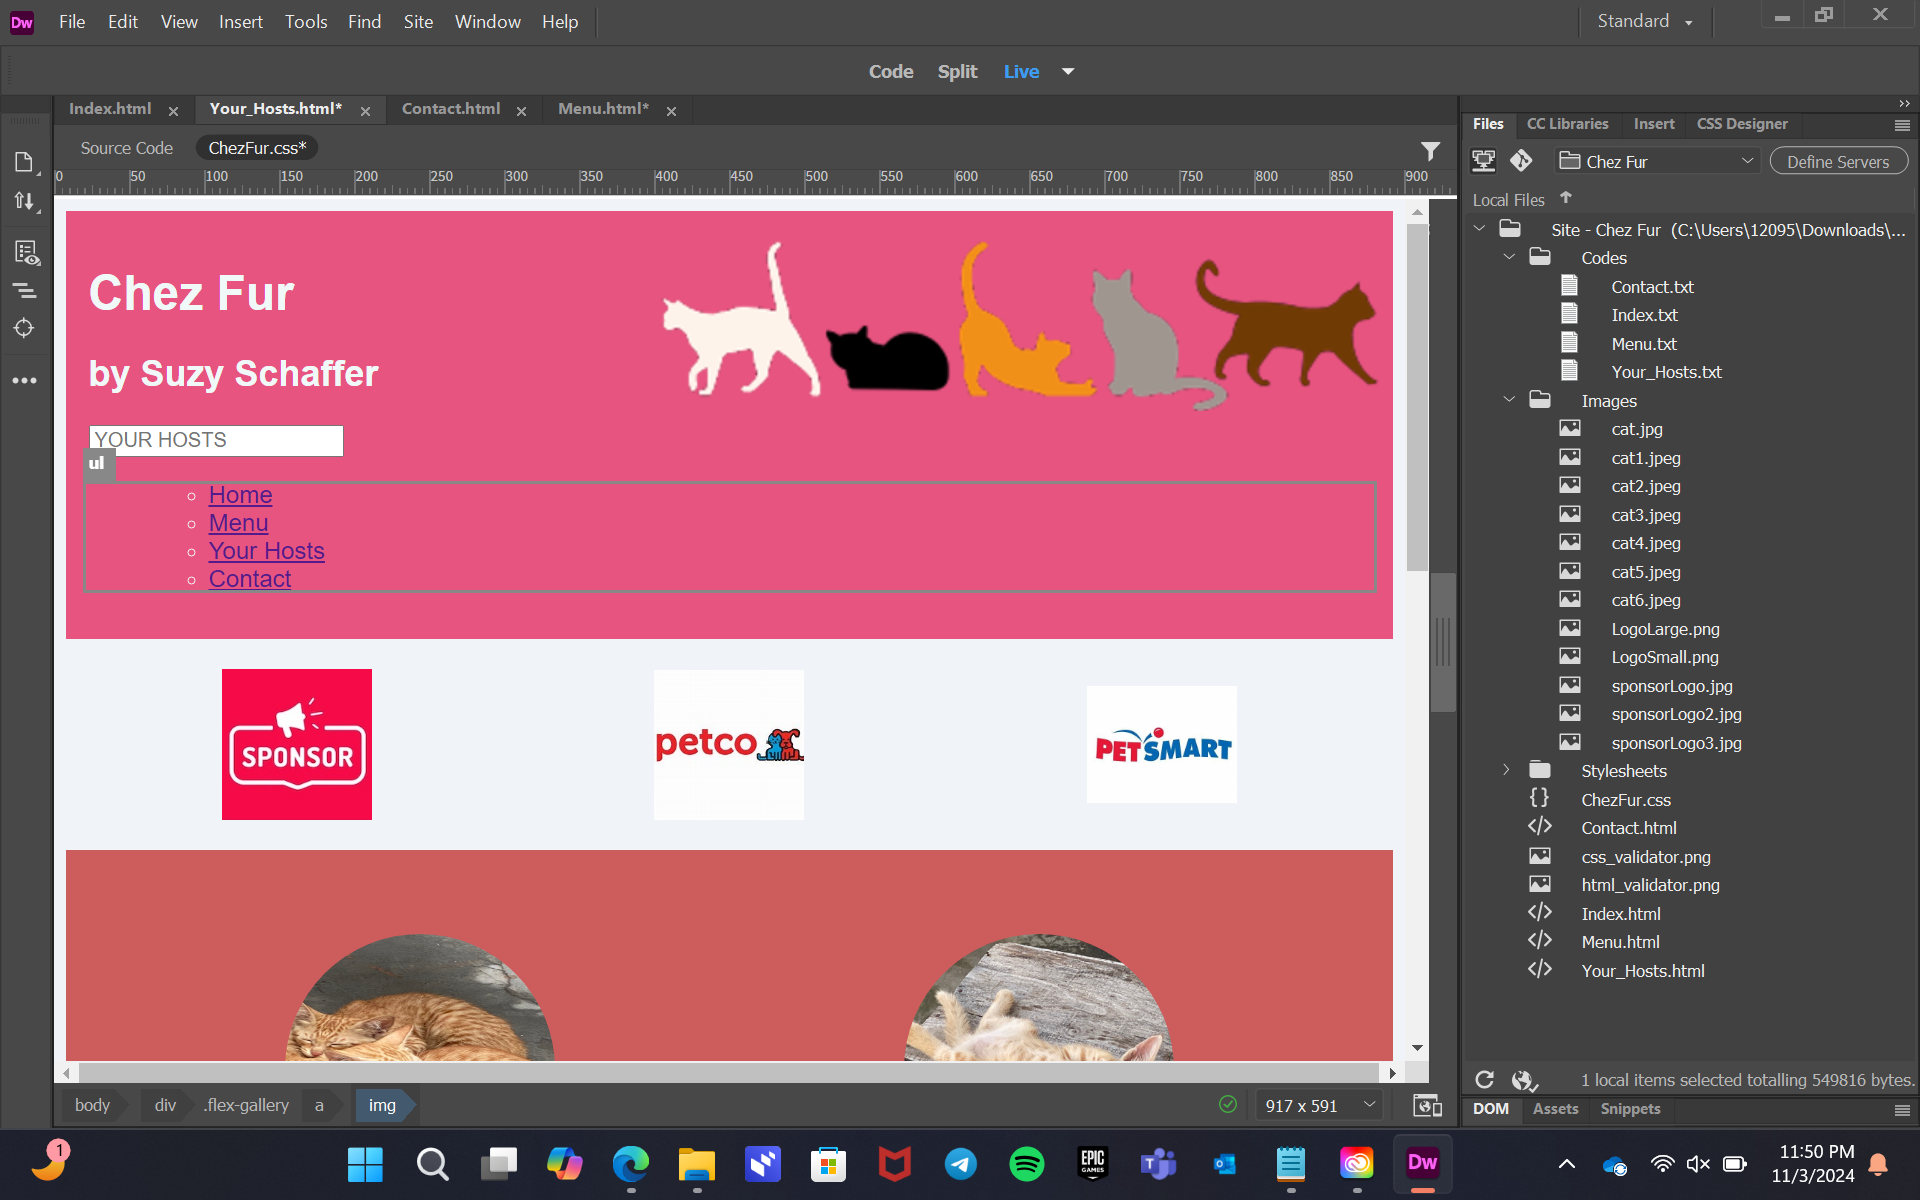 Dw File Edit View Insert Tools Find Site Window Help Standard
Code Split Live
Index.html Your_Hosts.html* Contact.html Menu.html*
Source Code ChezFur.css*
0 50 100 150 200 250 300 350 400 450 500 550 600 650 700 750 800 850 900
Chez Fur
by Suzy Schaffer
YOUR HOSTS
ul
Home
Menu
Your Hosts
Contact
SPONSOR
petco
PETSMART
body div .flex-gallery a img
917 x 591
Files CC Libraries Insert CSS Designer
Chez Fur Define Servers
Local Files
Site - Chez Fur (C:\Users\12095\Downloads\...
Codes
Contact.txt
Index.txt
Menu.txt
Your_Hosts.txt
Images
cat.jpg
cat1.jpeg
cat2.jpeg
cat3.jpeg
cat4.jpeg
cat5.jpeg
cat6.jpeg
LogoLarge.png
LogoSmall.png
sponsorLogo.jpg
sponsorLogo2.jpg
sponsorLogo3.jpg
Stylesheets
ChezFur.css
Contact.html
css_validator.png
html_validator.png
Index.html
Menu.html
Your_Hosts.html
1 local items selected totalling 549816 bytes.
DOM Assets Snippets
1
EPIC
GAMES
Dw
11:50 PM
11/3/2024